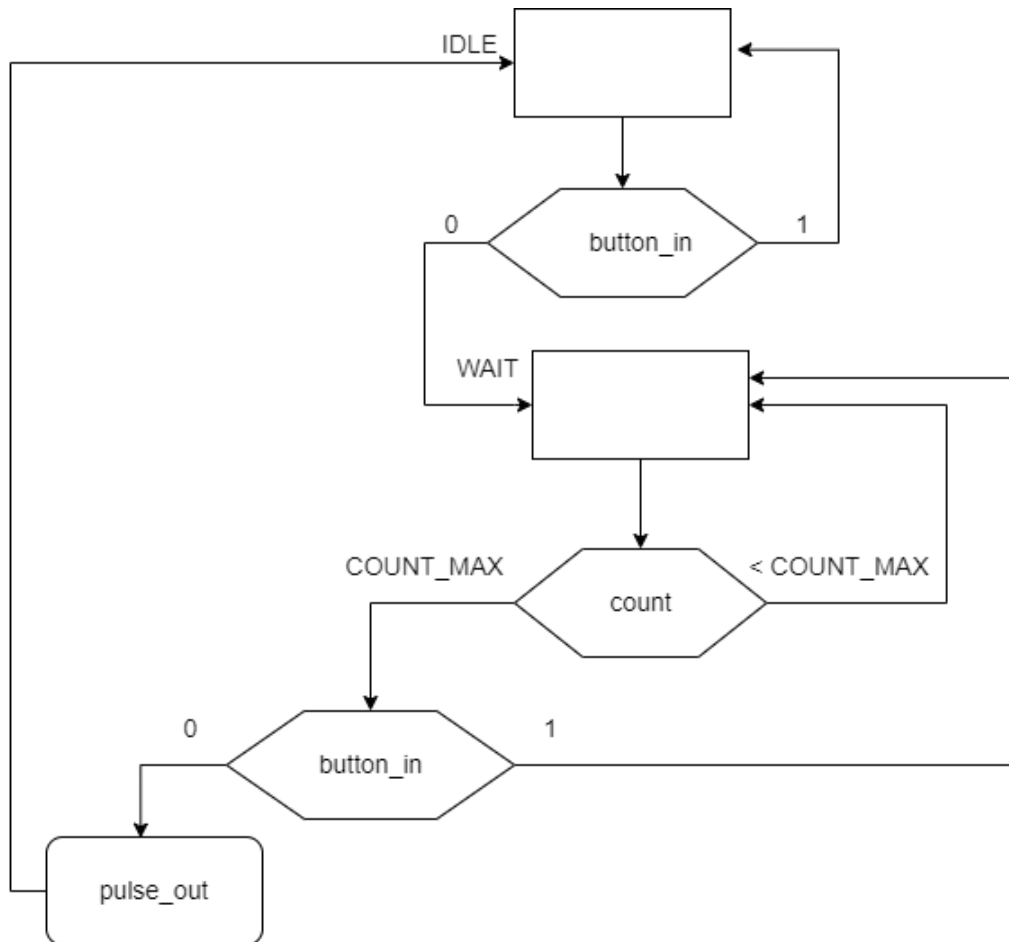 IDLE
0
button_in
1
WAIT
COUNT_MAX
< COUNT_MAX
count
0
1
button_in
pulse_out